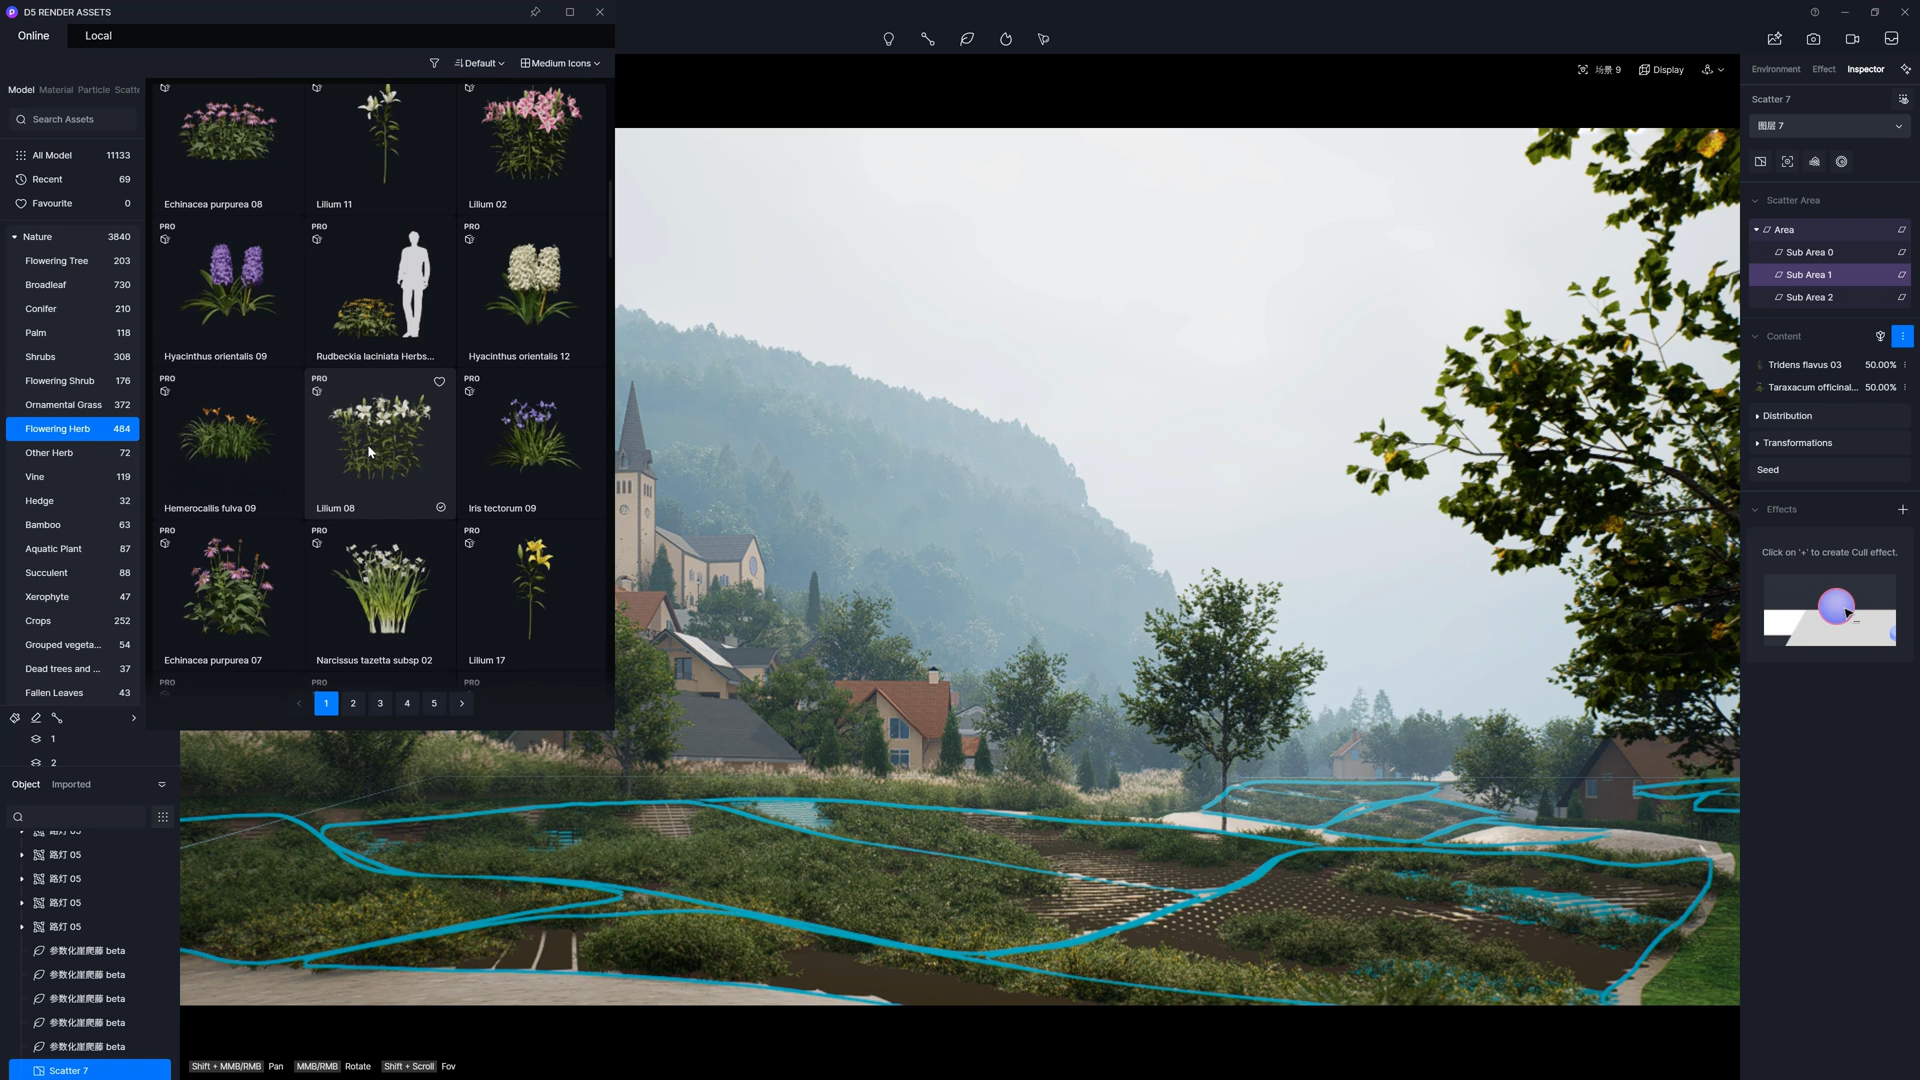 D5 RENDER ASSETS
Online
Local
Default
Medium Icons
Model
Material
Particle
Scatte
Search Assets
All Model 11133
Recent 69
Favourite 0
Nature 3840
Flowering Tree 203
Broadleaf 730
Conifer 210
Palm 118
Shrubs 308
Flowering Shrub 176
Ornamental Grass 372
Flowering Herb 484
Other Herb 72
Vine 119
Hedge 32
Bamboo 63
Aquatic Plant 87
Succulent 88
Xerophyte 47
Crops 252
Grouped vegeta... 54
Dead trees and ... 37
Fallen Leaves 43
Echinacea purpurea 08
Lilium 11
Lilium 02
PRO
PRO
PRO
Hyacinthus orientalis 09
Rudbeckia laciniata Herbs...
Hyacinthus orientalis 12
PRO
PRO
PRO
Hemerocallis fulva 09
Lilium 08
Iris tectorum 09
PRO
PRO
PRO
Echinacea purpurea 07
Narcissus tazetta subsp 02
Lilium 17
PRO
PRO
PRO
1 2 3 4 5
1
2
Object
Imported
路灯 05
路灯 05
路灯 05
路灯 05
路灯 05
参数化崖爬藤 beta
参数化崖爬藤 beta
参数化崖爬藤 beta
参数化崖爬藤 beta
参数化崖爬藤 beta
Scatter 7
场景 9
Display
Shift + MMB/RMB Pan MMB/RMB Rotate Shift + Scroll Fov
Environment
Effect
Inspector
Scatter 7
图层 7
Scatter Area
Area
Sub Area 0
Sub Area 1
Sub Area 2
Content
Tridens flavus 03 50.00%
Taraxacum officinal... 50.00%
Distribution
Transformations
Seed
Effects
Click on '+' to create Cull effect.